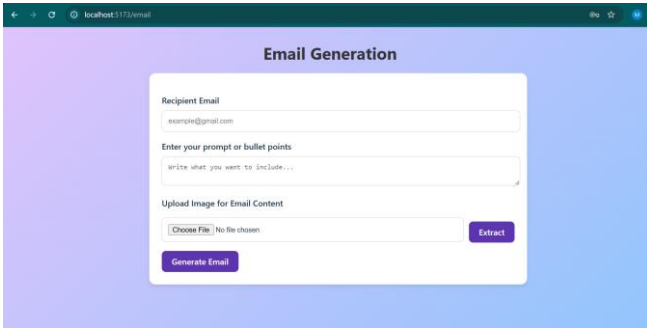 localhost:5173/email
M
Email Generation
Recipient Email
example@gmail.com
Enter your prompt or bullet points
Write what you want to include...
Upload Image for Email Content
Choose File No file chosen
Extract
Generate Email